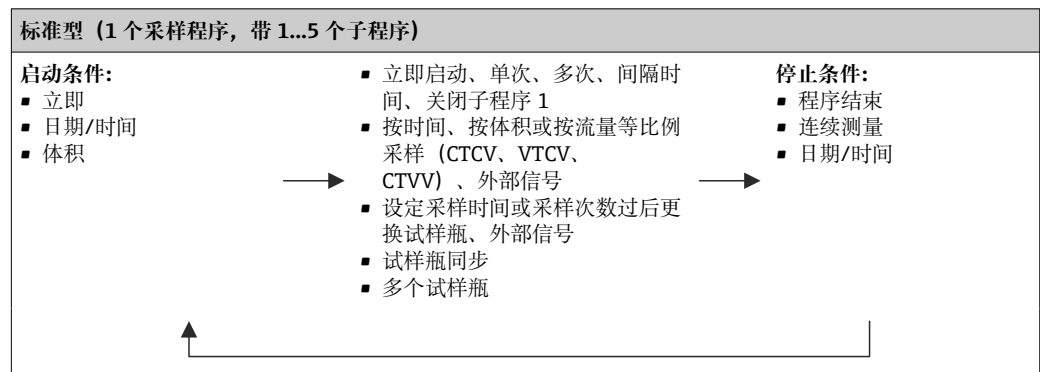 标准型（1 个采样程序，带 1...5 个子程序）
启动条件：
▪ 立即
▪ 日期/时间
▪ 体积
▪ 立即启动、单次、多次、间隔时
间、关闭子程序 1
▪ 按时间、按体积或按流量等比例
采样（CTCV、VTCV、
CTVV）、外部信号
▪ 设定采样时间或采样次数过后更
换试样瓶、外部信号
▪ 试样瓶同步
▪ 多个试样瓶
停止条件：
▪ 程序结束
▪ 连续测量
▪ 日期/时间